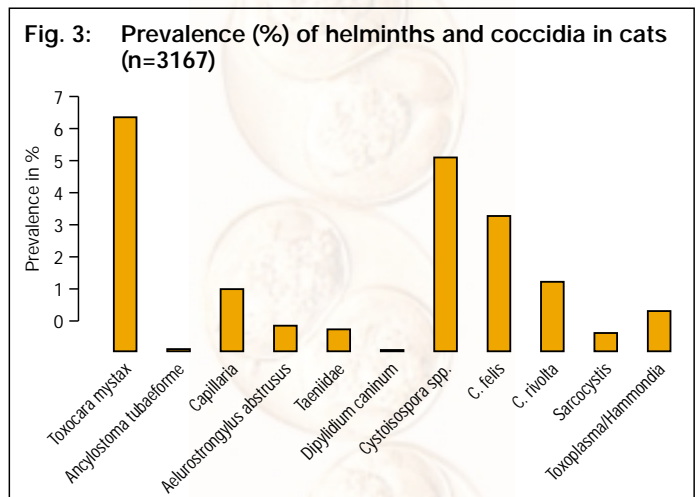 Fig. 3: Prevalence (%) of helminths and coccidia in cats
(n=3167)
Prevalence in %
7
6
5
4
3
2
1
0
Toxocara mystax
Ancylostoma tubaeforme
Capillaria
Aelurostrongylus abstrusus
Taeniidae
Dipylidium caninum
Cystoisospora spp.
C. felis
C. rivolta
Sarcocystis
Toxoplasma/Hammondia